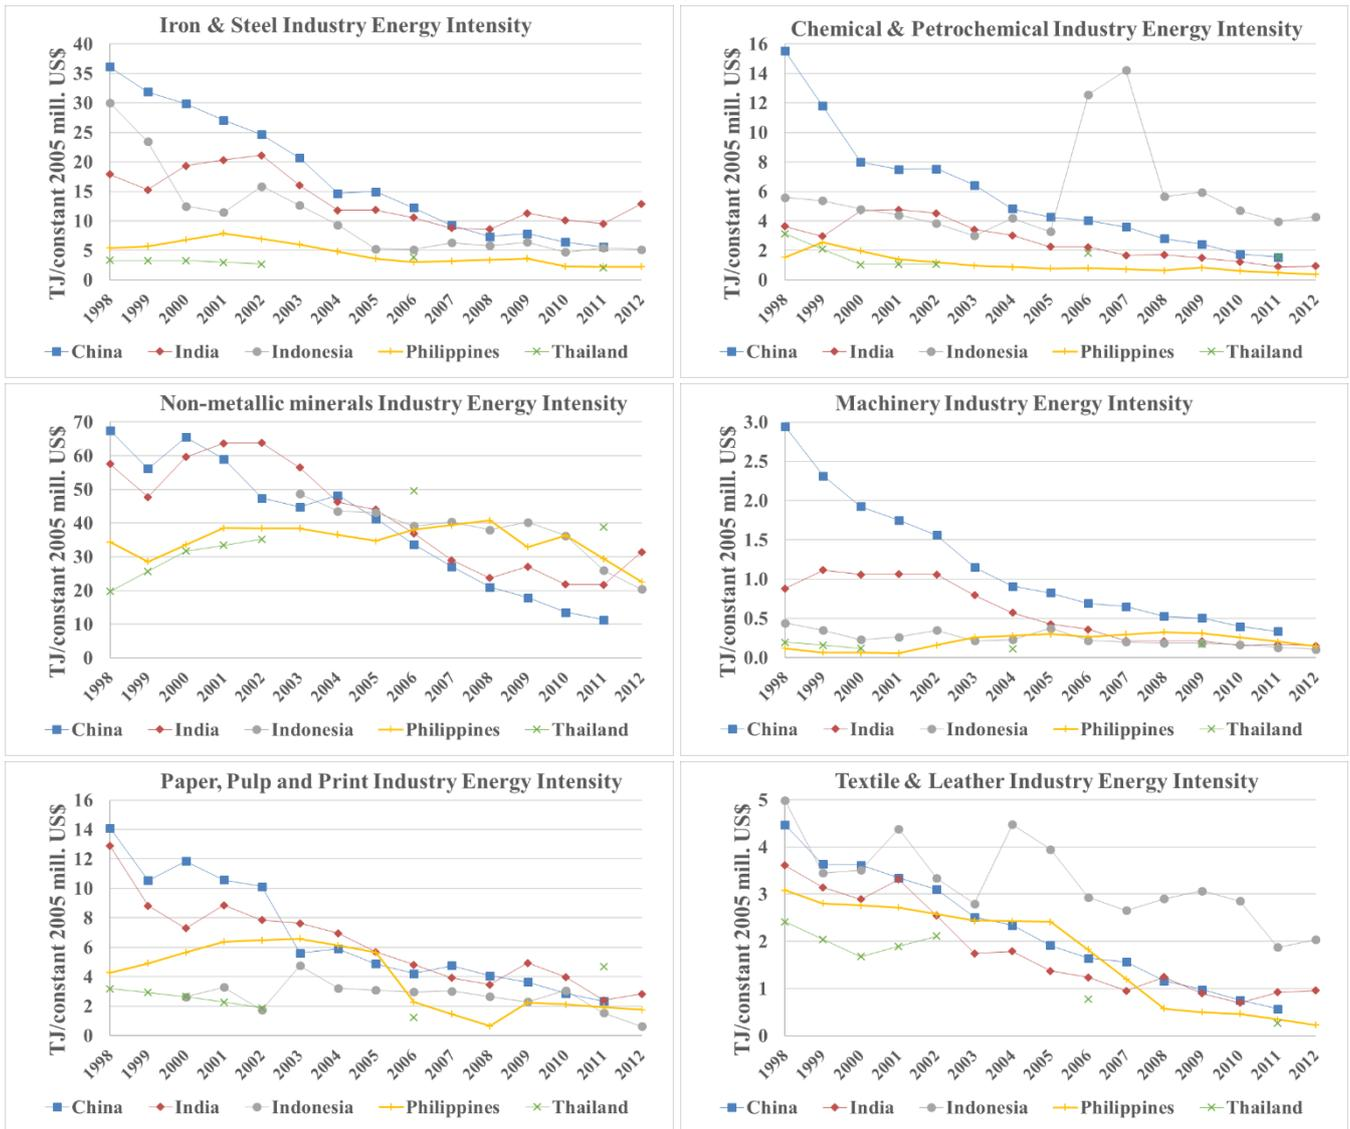 Iron & Steel Industry Energy Intensity
TJ/constant 2005 mill. US$
40
35
30
25
20
15
10
5
0
1998 1999 2000 2001 2002 2003 2004 2005 2006 2007 2008 2009 2010 2011 2012
China India Indonesia Philippines Thailand
Chemical & Petrochemical Industry Energy Intensity
TJ/constant 2005 mill. US$
16
14
12
10
8
6
4
2
0
1998 1999 2000 2001 2002 2003 2004 2005 2006 2007 2008 2009 2010 2011 2012
China India Indonesia Philippines Thailand
Non-metallic minerals Industry Energy Intensity
TJ/constant 2005 mill. US$
70
60
50
40
30
20
10
0
1998 1999 2000 2001 2002 2003 2004 2005 2006 2007 2008 2009 2010 2011 2012
China India Indonesia Philippines Thailand
Machinery Industry Energy Intensity
TJ/constant 2005 mill. US$
3.0
2.5
2.0
1.5
1.0
0.5
0.0
1998 1999 2000 2001 2002 2003 2004 2005 2006 2007 2008 2009 2010 2011 2012
China India Indonesia Philippines Thailand
Paper, Pulp and Print Industry Energy Intensity
TJ/constant 2005 mill. US$
16
14
12
10
8
6
4
2
0
1998 1999 2000 2001 2002 2003 2004 2005 2006 2007 2008 2009 2010 2011 2012
China India Indonesia Philippines Thailand
Textile & Leather Industry Energy Intensity
TJ/constant 2005 mill. US$
5
4
3
2
1
0
1998 1999 2000 2001 2002 2003 2004 2005 2006 2007 2008 2009 2010 2011 2012
China India Indonesia Philippines Thailand